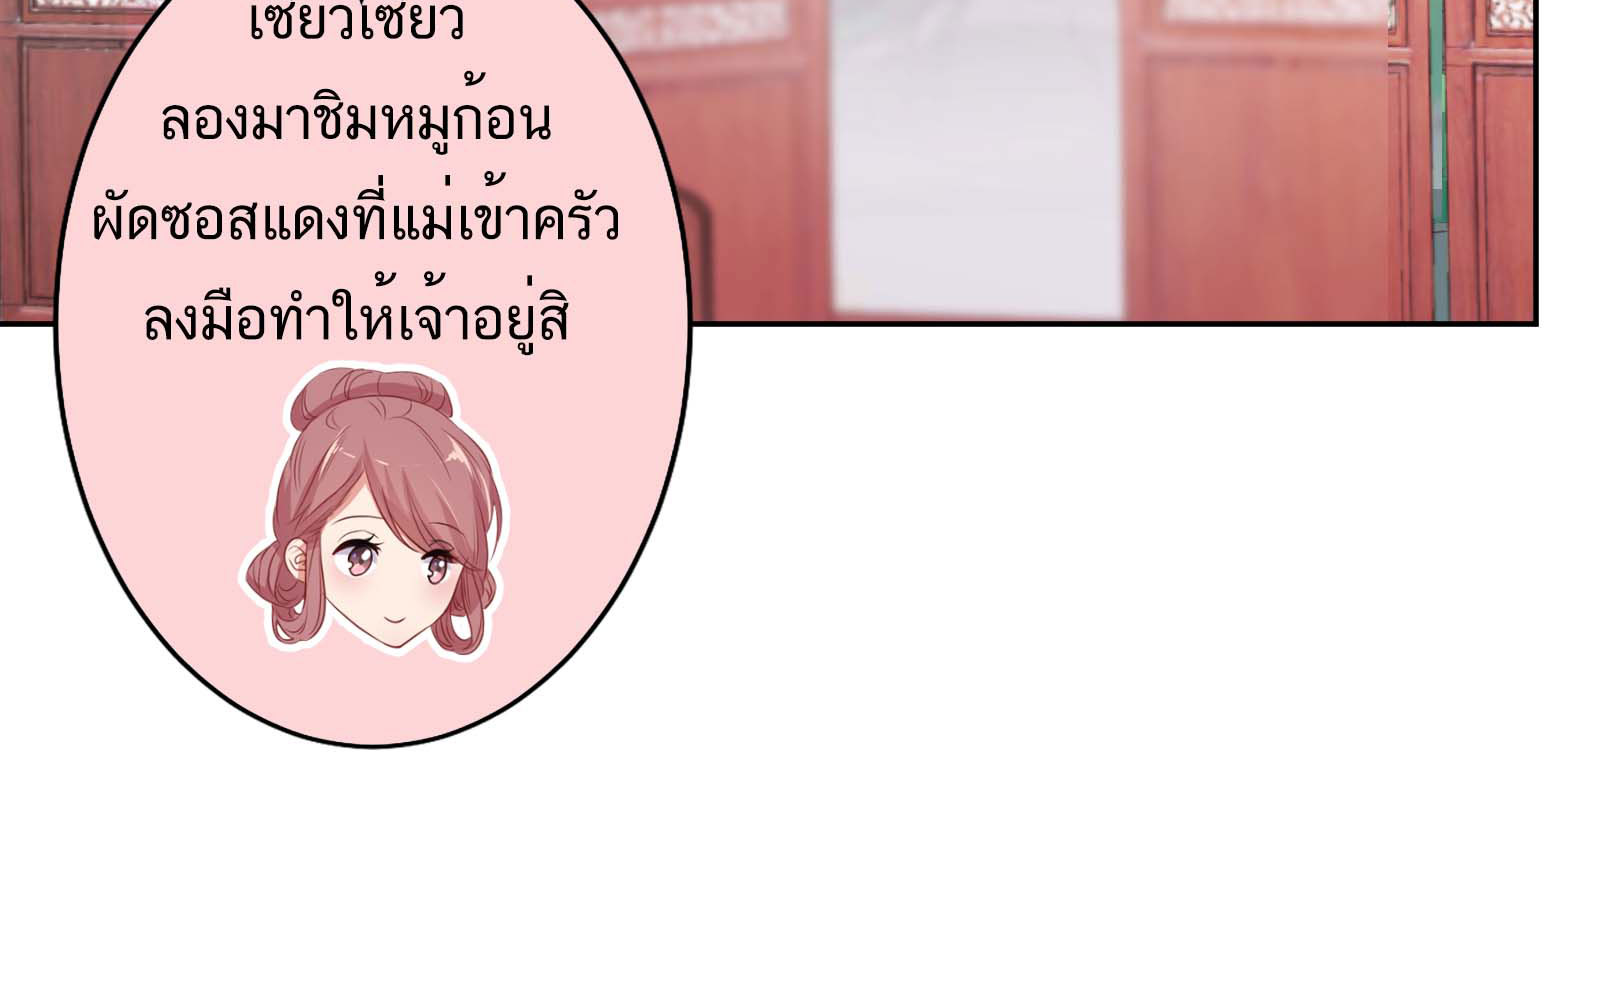 เซียวเซียว
ลองมาชิมหมูก้อน
ผัดซอสแดงที่แม่เข้าครัว
ลงมือทำให้เจ้าอยู่สิ